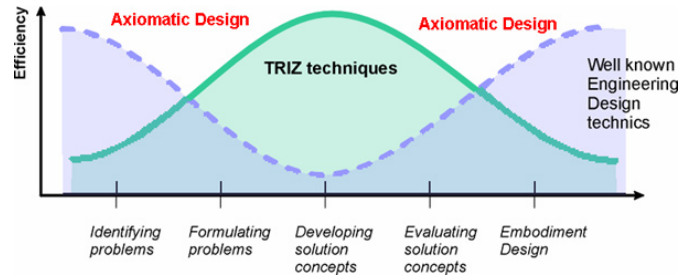 Efficiency
Axiomatic Design
Axiomatic Design
TRIZ techniques
Well known
Engineering
Design
technics
Identifying
problems
Formulating
problems
Developing
solution
concepts
Evaluating
solution
concepts
Embodiment
Design